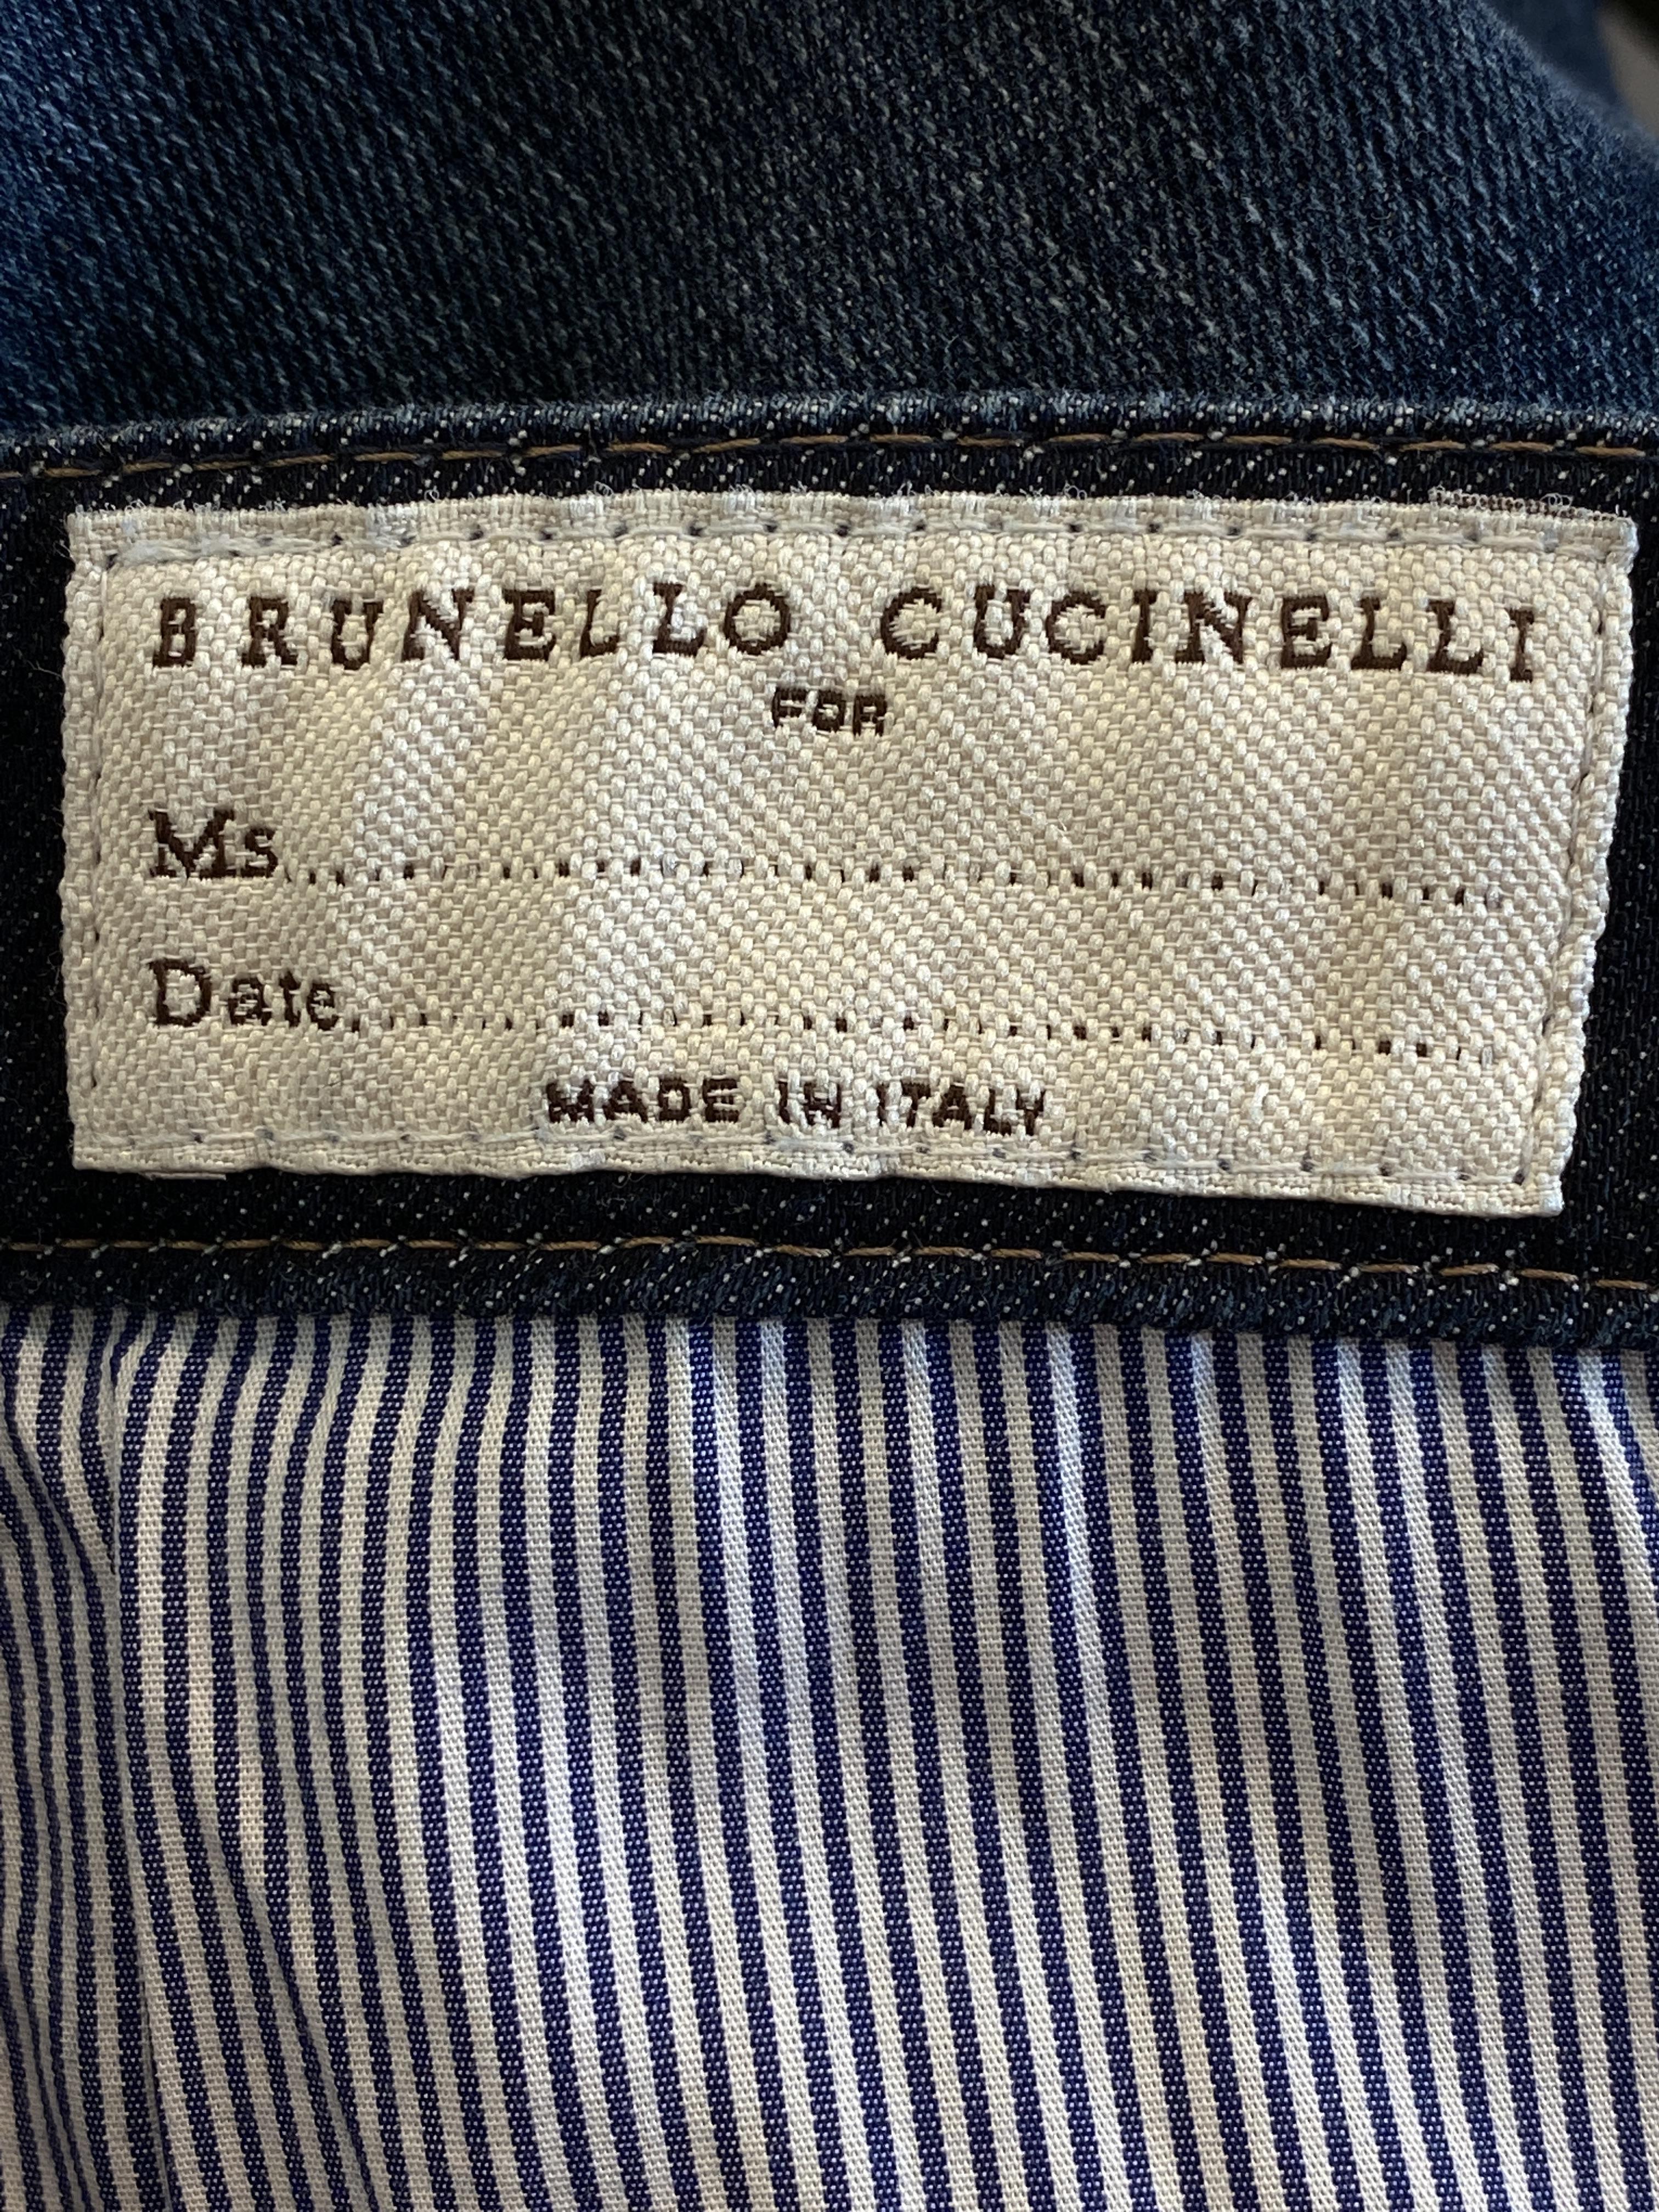 BRUNELLO CUCINELLI
FOR
Ms..............................
Date..............................
MADE IN ITALY